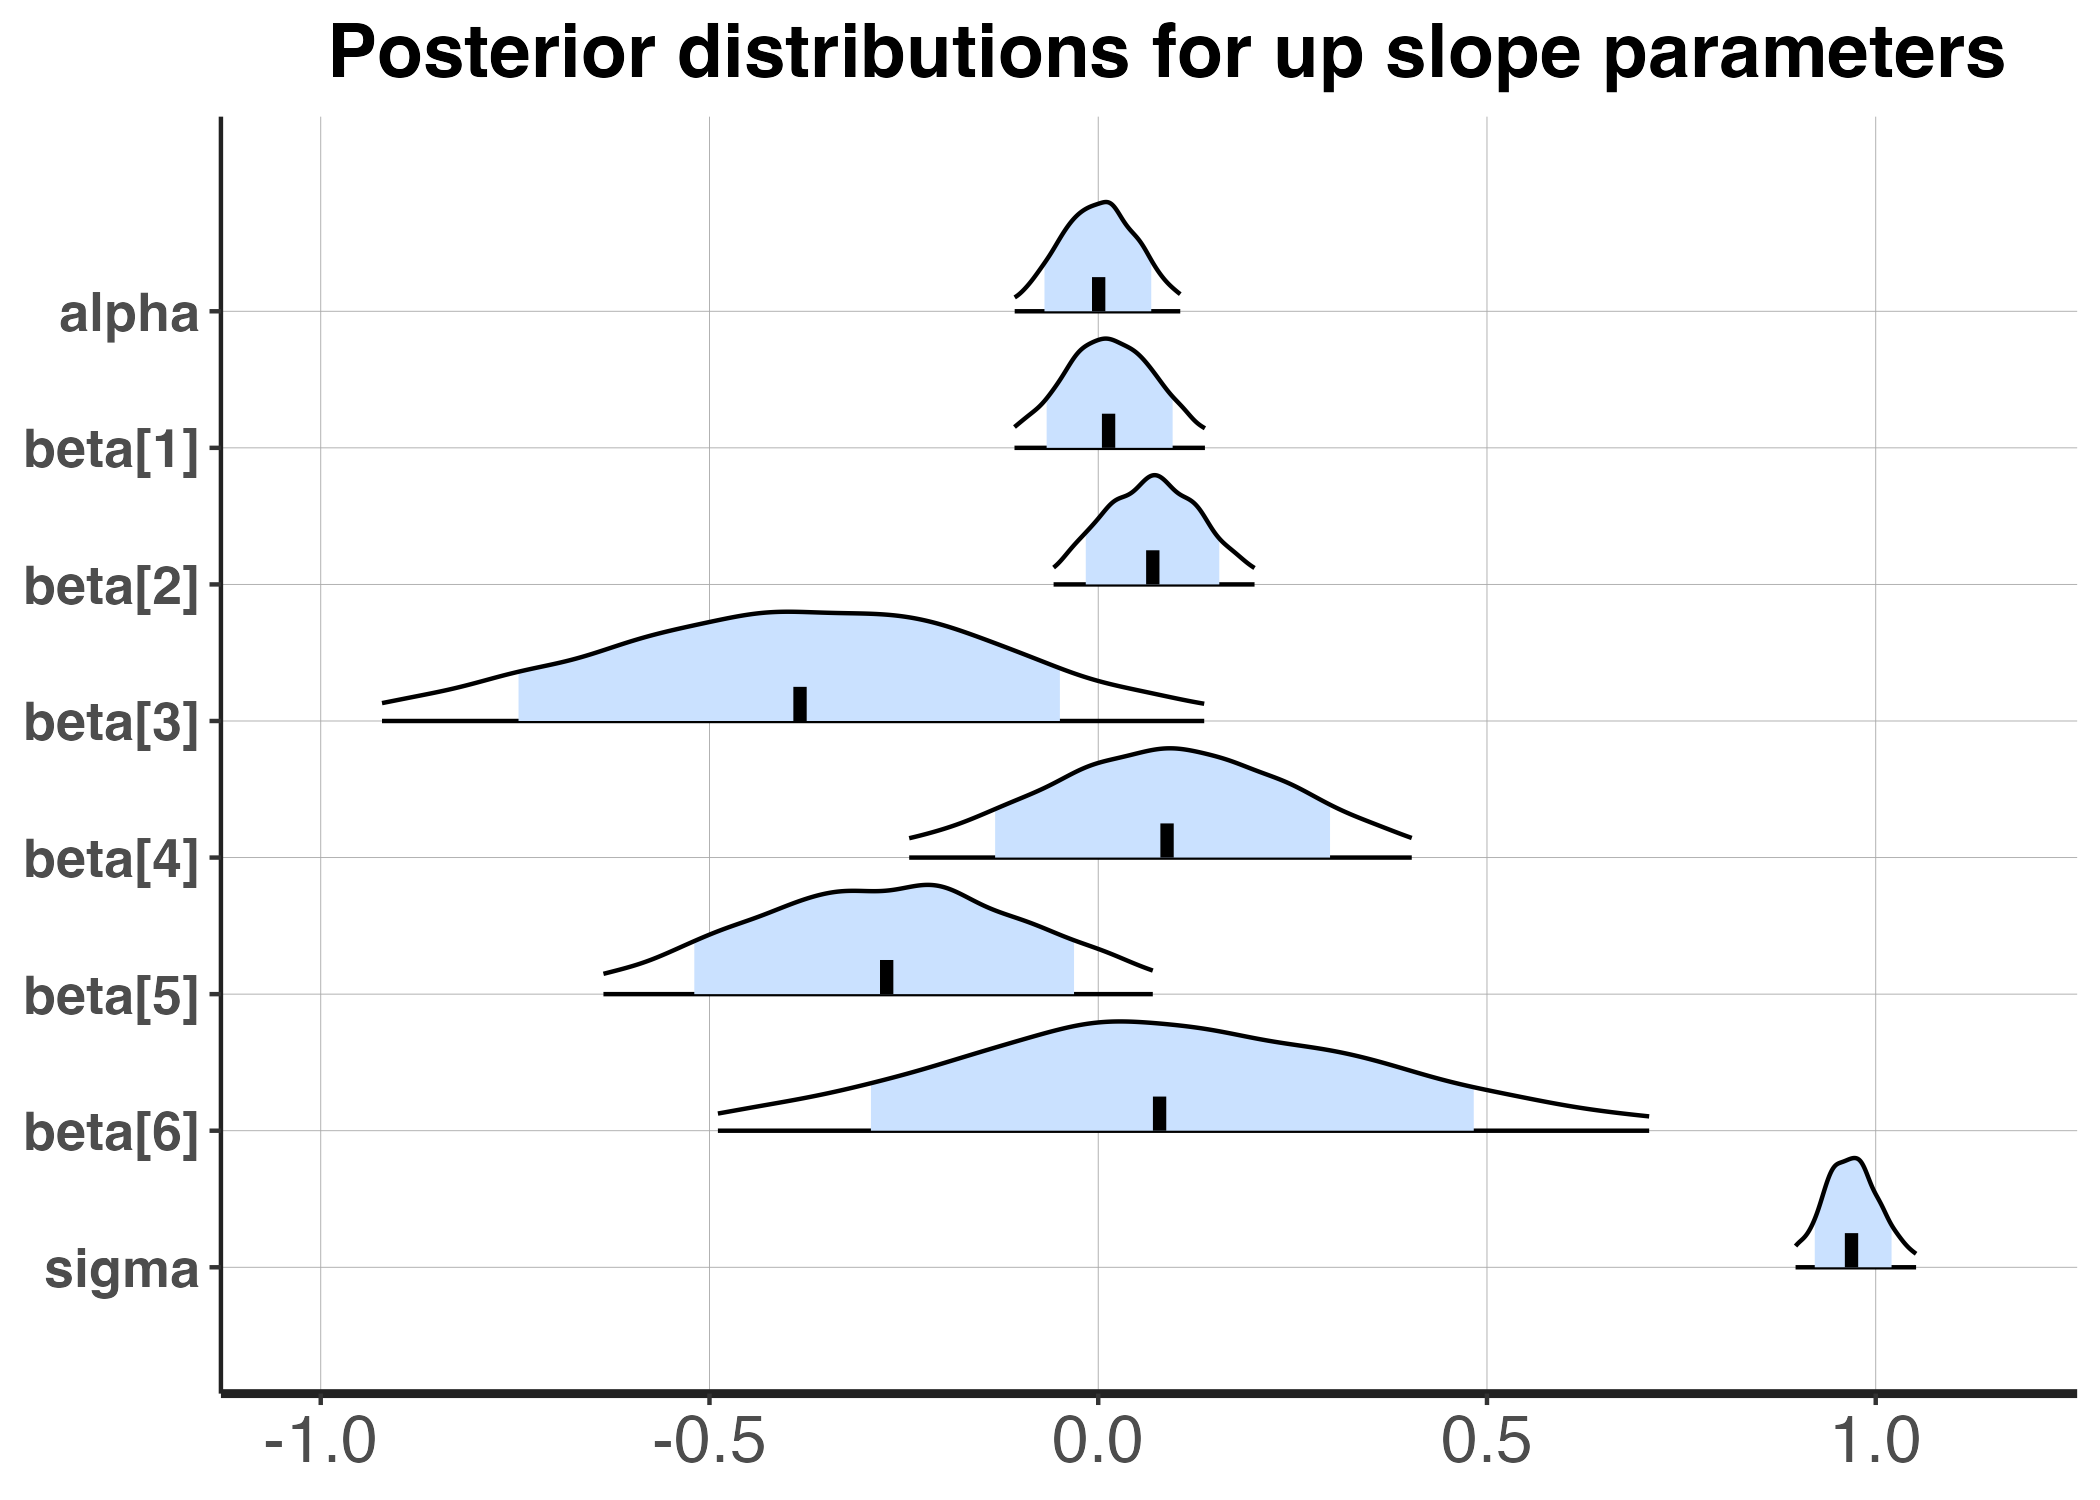 Posterior distributions for up slope parameters
alpha
beta[1]
beta[2]
beta[3]
beta[4]
beta[5]
beta[6]
sigma
-1.0 -0.5 0.0 0.5 1.0